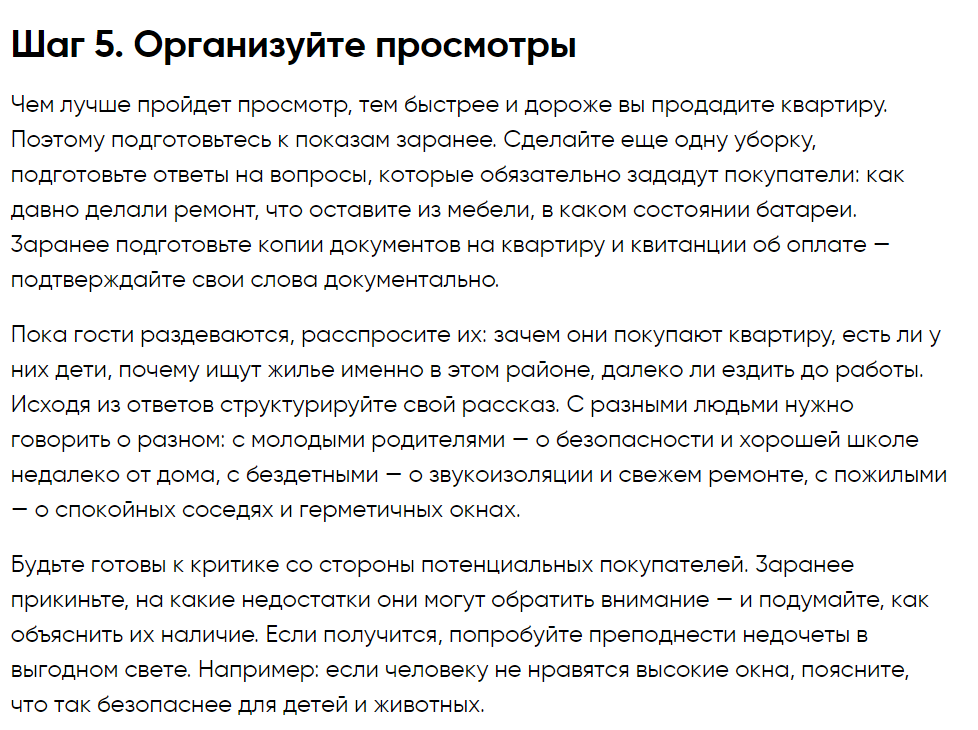 Шаг 5. Организуйте просмотры
Чем лучше пройдет просмотр, тем быстрее и дороже вы продадите квартиру.
Поэтому подготовьтесь к показам заранее. Сделайте еще одну уборку,
подготовьте ответы на вопросы, которые обязательно зададут покупатели: как
давно делали ремонт, что оставите из мебели, в каком состоянии батареи.
Заранее подготовьте копии документов на квартиру и квитанции об оплате —
подтверждайте свои слова документально.
Пока гости раздеваются, расспросите их: зачем они покупают квартиру, есть ли у
них дети, почему ищут жилье именно в этом районе, далеко ли ездить до работы.
Исходя из ответов структурируйте свой рассказ. С разными людьми нужно
говорить о разном: с молодыми родителями — о безопасности и хорошей школе
недалеко от дома, с бездетными — о звукоизоляции и свежем ремонте, с пожилыми
— о спокойных соседях и герметичных окнах.
Будьте готовы к критике со стороны потенциальных покупателей. Заранее
прикиньте, на какие недостатки они могут обратить внимание — и подумайте, как
объяснить их наличие. Если получится, попробуйте преподнести недочеты в
выгодном свете. Например: если человеку не нравятся высокие окна, поясните,
что так безопаснее для детей и животных.